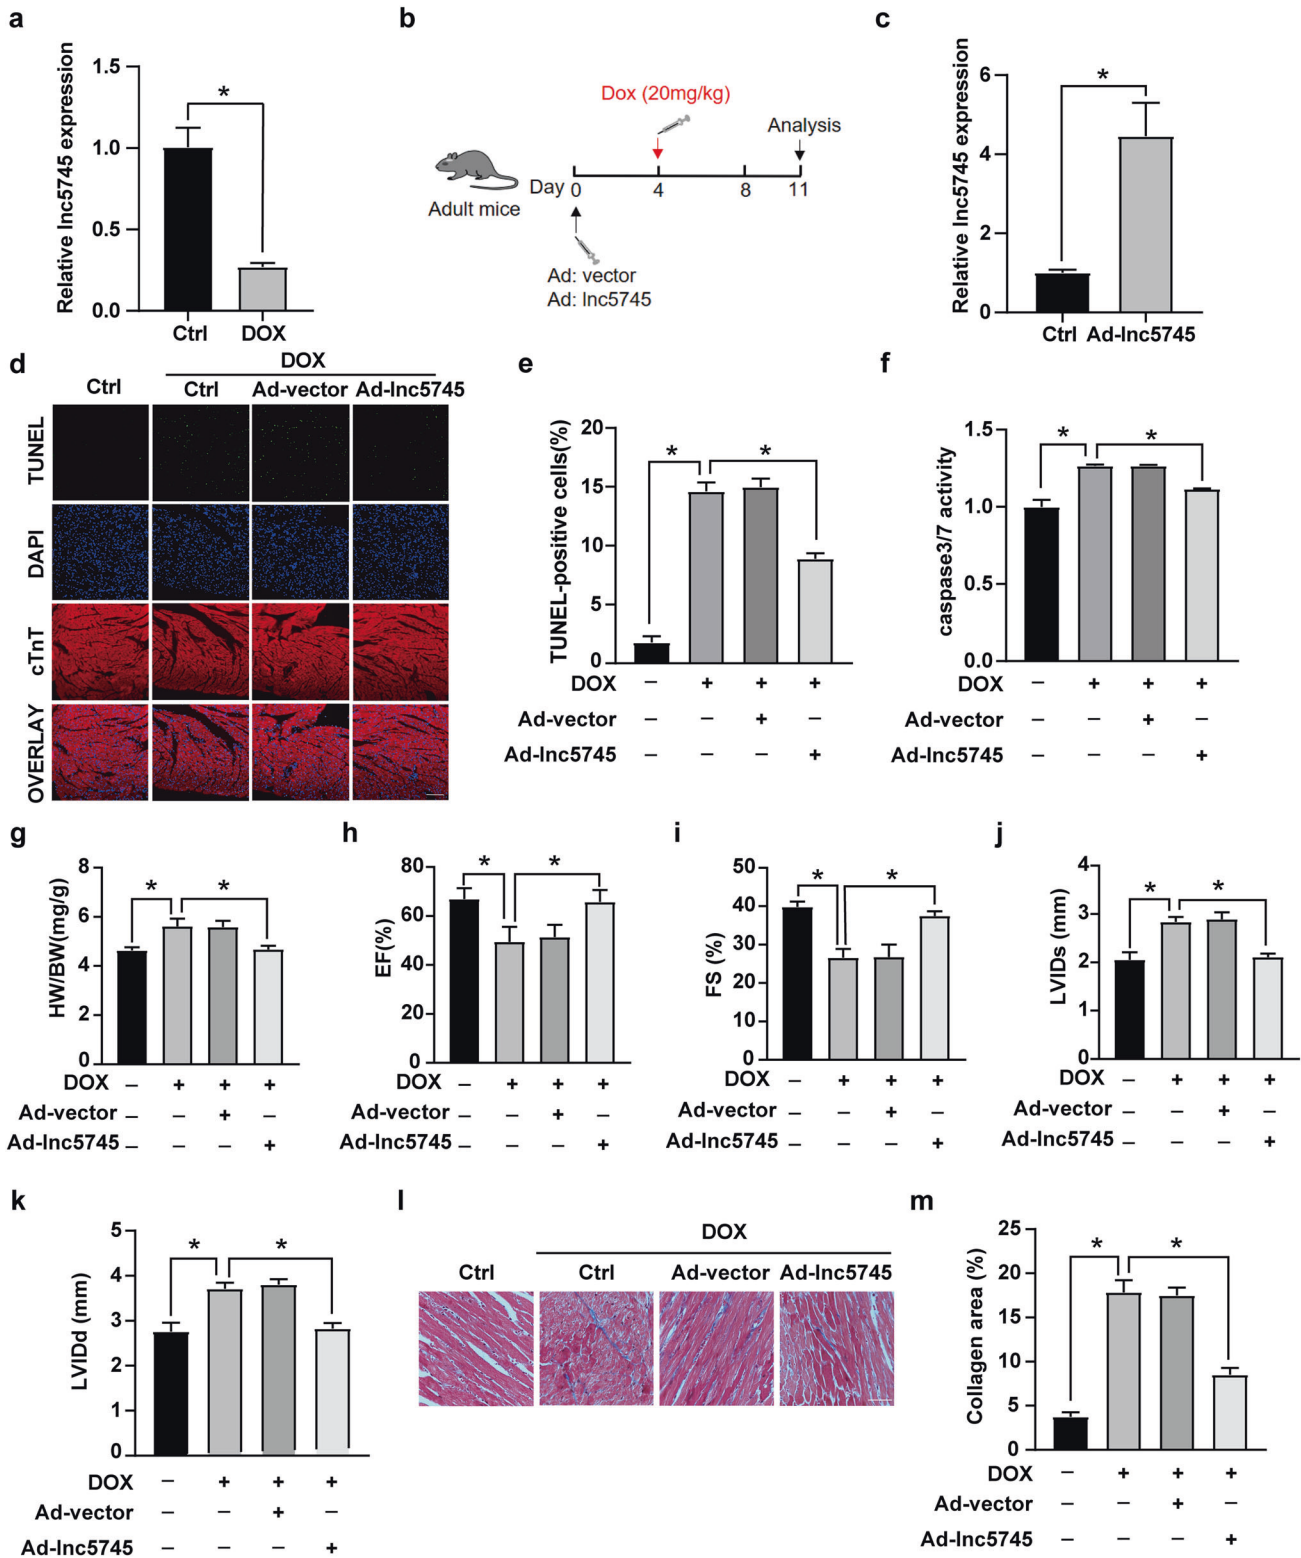 a
Relative lnc5745 expression
1.5
1.0
0.5
0.0
*
Ctrl DOX
b
Dox (20mg/kg)
Analysis
Adult mice
Day 0 4 8 11
Ad: vector
Ad: lnc5745
c
Relative lnc5745 expression
6
4
2
0
*
Ctrl Ad-lnc5745
d
DOX
Ctrl Ctrl Ad-vector Ad-lnc5745
TUNEL
DAPI
cTnT
OVERLAY
e
TUNEL-positive cells(%)
20
15
10
5
0
* *
DOX − + + +
Ad-vector − − + −
Ad-lnc5745 − − − +
f
caspase3/7 activity
1.5
1.0
0.5
0.0
* *
DOX − + + +
Ad-vector − − + −
Ad-lnc5745 − − − +
g
HW/BW(mg/g)
8
6
4
2
0
* *
DOX − + + +
Ad-vector − − + −
Ad-lnc5745 − − − +
h
EF(%)
80
60
40
20
0
* *
DOX − + + +
Ad-vector − − + −
Ad-lnc5745 − − − +
i
FS (%)
50
40
30
20
10
0
* *
DOX − + + +
Ad-vector − − + −
Ad-lnc5745 − − − +
j
LVIDs (mm)
4
3
2
1
0
* *
DOX − + + +
Ad-vector − − + −
Ad-lnc5745 − − − +
k
LVIDd (mm)
5
4
3
2
1
0
* *
DOX − + + +
Ad-vector − − + −
Ad-lnc5745 − − − +
l
DOX
Ctrl Ctrl Ad-vector Ad-lnc5745
m
Collagen area (%)
25
20
15
10
5
0
* *
DOX − + + +
Ad-vector − − + −
Ad-lnc5745 − − − +